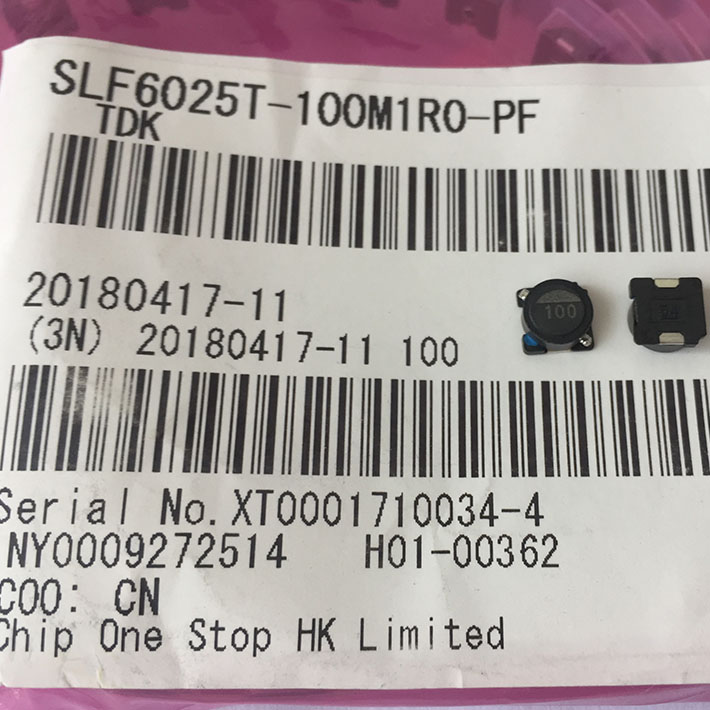 SLF6025T-100M1R0-PF
TDK
20180417-11
(3N) 20180417-11 100
100
Serial No. XT0001710034-4
NY0009272514 H01-00362
COO: CN
Chip One Stop HK Limited